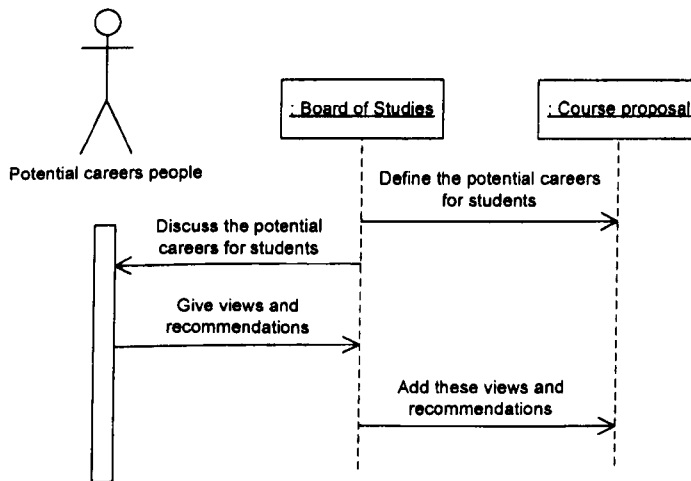 : Board of Studies
: Course proposal
Potential careers people
Define the potential careers
for students
Discuss the potential
careers for students
Give views and
recommendations
Add these views and
recommendations